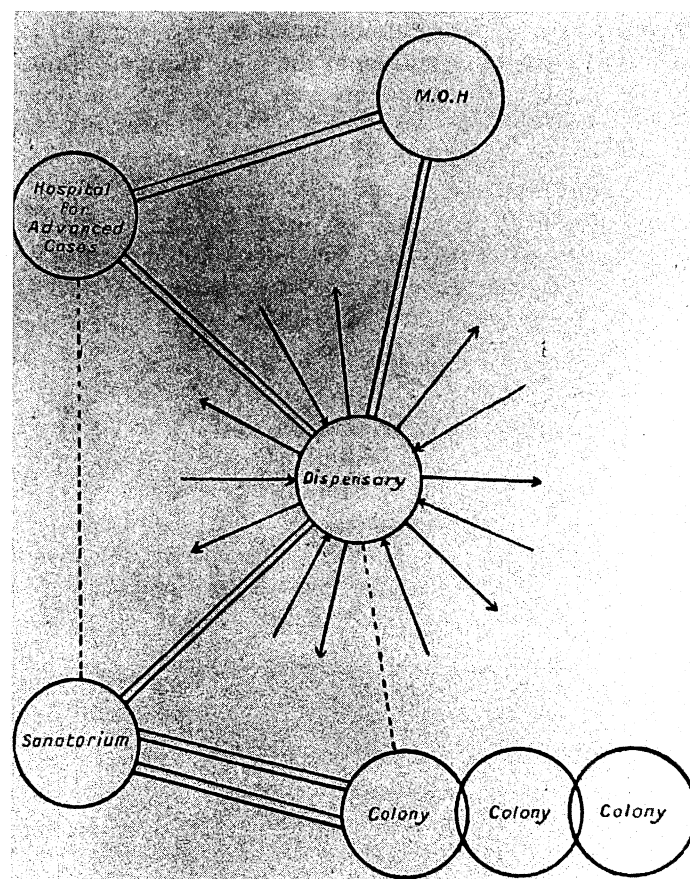 M.O.H
Hospital
for
Advanced
Cases
Dispensary
Sanatorium
Colony
Colony
Colony